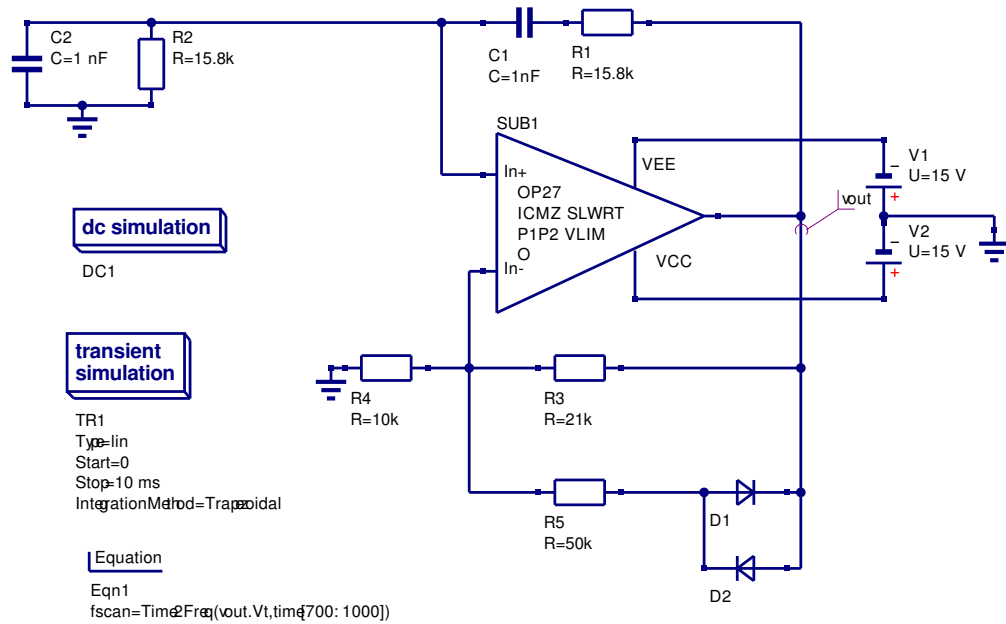 C2
C=1 nF
R2
R=15.8k
C1
C=1nF
R1
R=15.8k
SUB1
In+
OP27
ICMZ SLWRT
P1P2 VLIM
O
In-
VEE
VCC
vout
−
V1
U=15 V
+
−
V2
U=15 V
+
dc simulation
DC1
transient
simulation
TR1
Type=lin
Start=0
Stop=10 ms
IntegrationMethod=Trapezoidal
R4
R=10k
R3
R=21k
R5
R=50k
D1
D2
Equation
Eqn1
fscan=Time2Freq(vout.Vt,time[700: 1000])